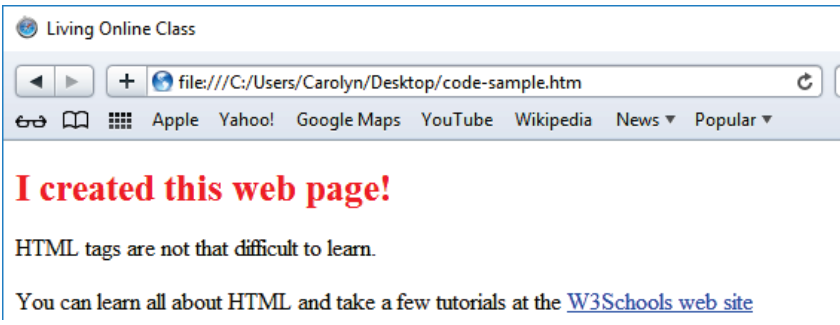 Living Online Class
file:///C:/Users/Carolyn/Desktop/code-sample.htm
Apple Yahoo! Google Maps YouTube Wikipedia News Popular
I created this web page!
HTML tags are not that difficult to learn.
You can learn all about HTML and take a few tutorials at the W3Schools web site